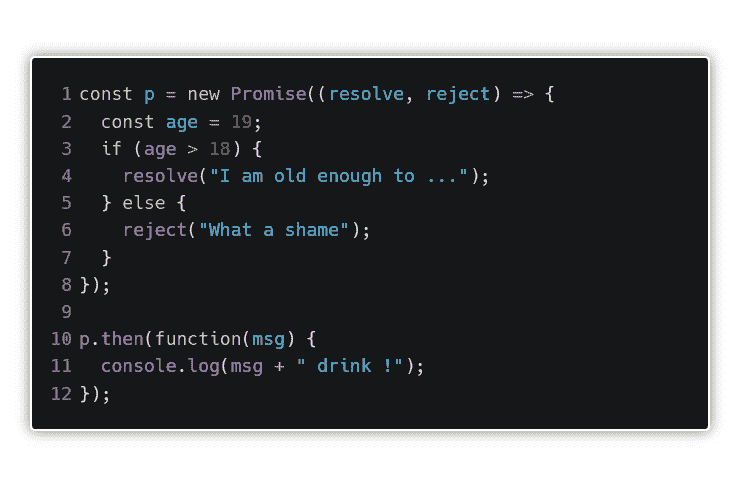 1 const p = new Promise((resolve, reject) => {
2   const age = 19;
3   if (age > 18) {
4     resolve("I am old enough to ...");
5   } else {
6     reject("What a shame");
7   }
8 });
9
10 p.then(function(msg) {
11   console.log(msg + " drink !");
12 });